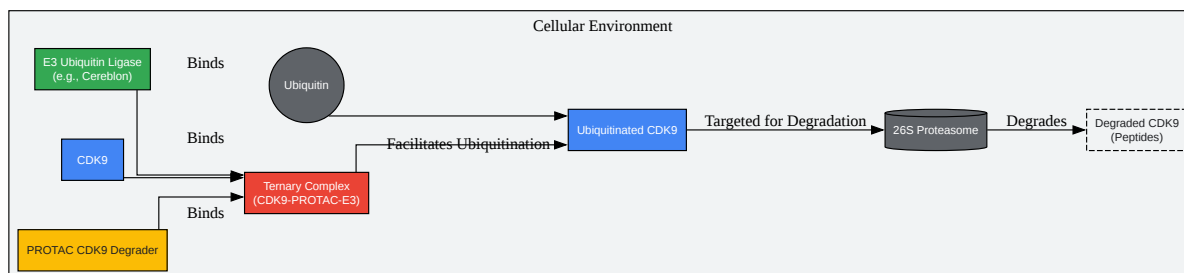 Cellular Environment
E3 Ubiquitin Ligase
(e.g., Cereblon)
Binds
Ubiquitin
Binds
CDK9
Ternary Complex
(CDK9-PROTAC-E3)
Binds
PROTAC CDK9 Degrader
Facilitates Ubiquitination
Ubiquitinated CDK9
Targeted for Degradation
26S Proteasome
Degrades
Degraded CDK9
(Peptides)